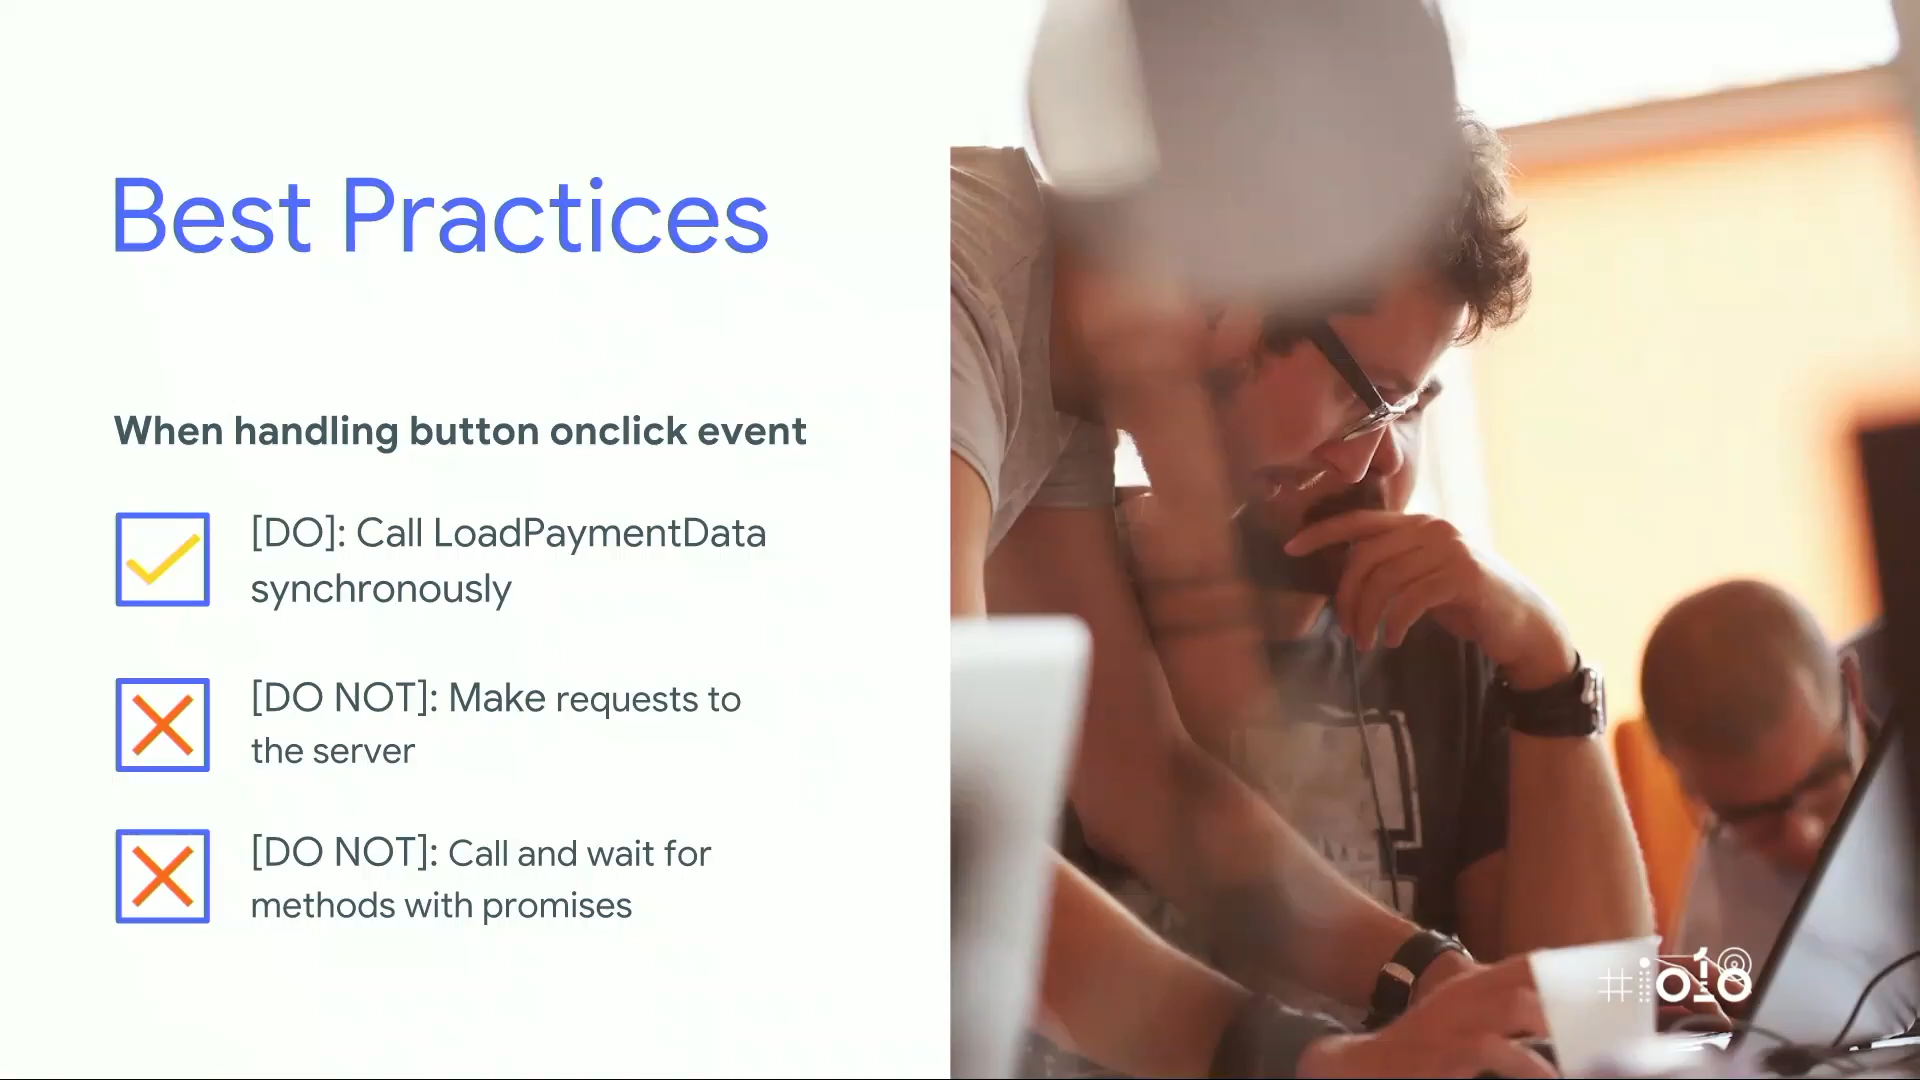 Best Practices
When handling button onclick event
[DO]: Call LoadPaymentData
synchronously
[DO NOT]: Make requests to
the server
[DO NOT]: Call and wait for
methods with promises
#io18